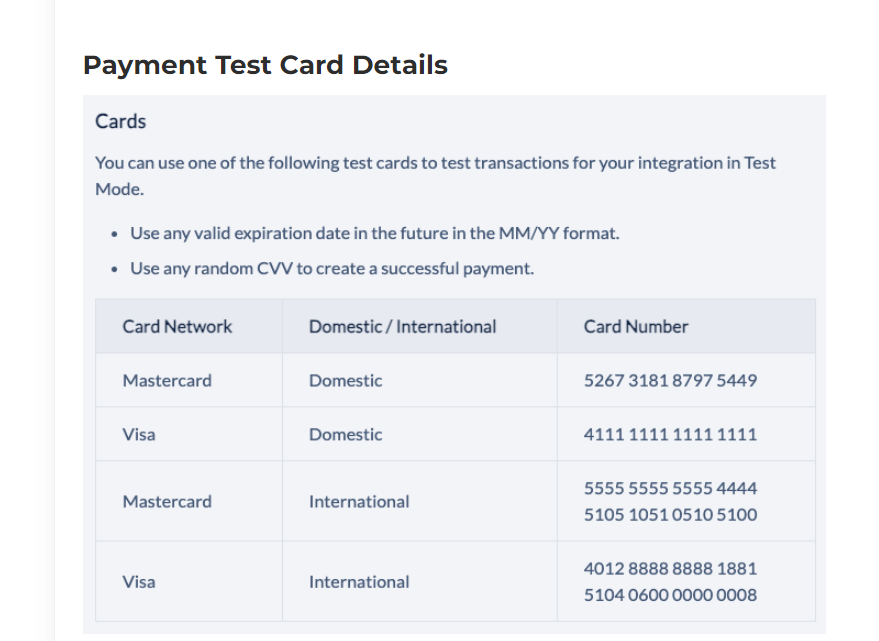 Payment Test Card Details
Cards
You can use one of the following test cards to test transactions for your integration in Test
Mode.
• Use any valid expiration date in the future in the MM/YY format.
• Use any random CVV to create a successful payment.
Card Network Domestic / International Card Number
Mastercard Domestic 5267 3181 8797 5449
Visa Domestic 4111 1111 1111 1111
Mastercard International 5555 5555 5555 4444
5105 1051 0510 5100
Visa International 4012 8888 8888 1881
5104 0600 0000 0008